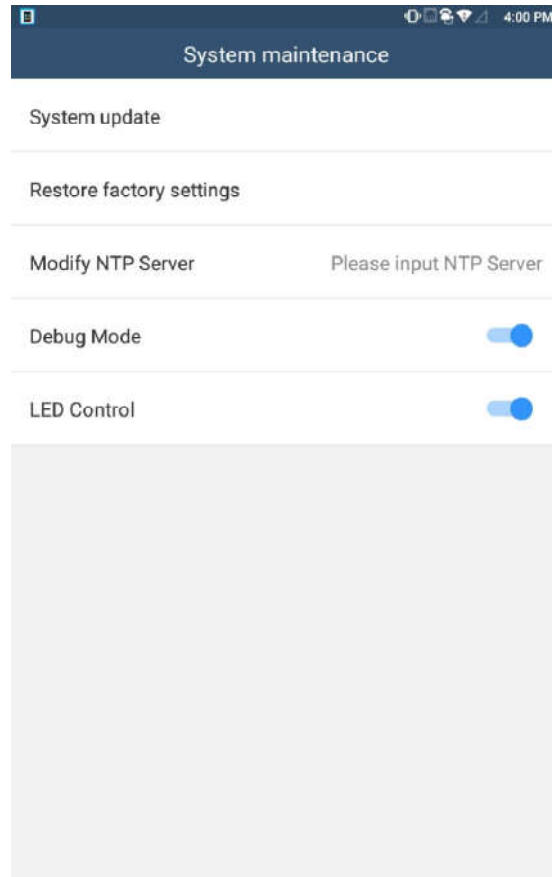 4:00 PM
System maintenance
System update
Restore factory settings
Modify NTP Server Please input NTP Server
Debug Mode
LED Control